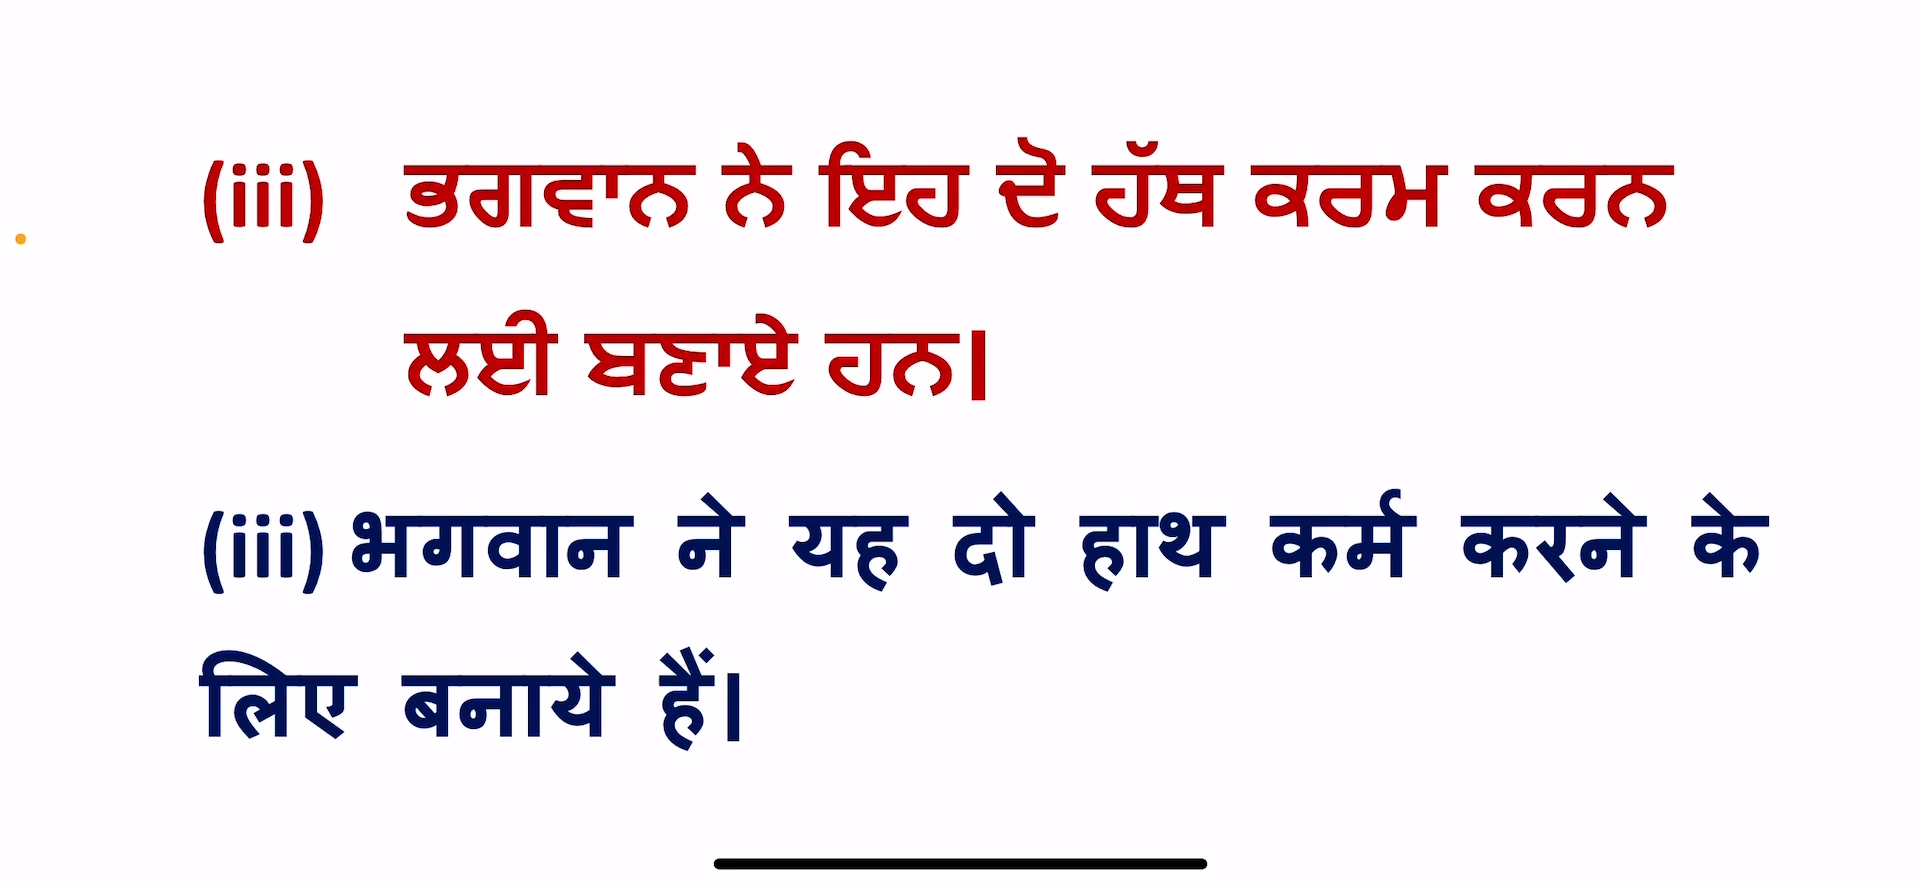 (iii) ਭਗਵਾਨ ਨੇ ਇਹ ਦੋ ਹੱਥ ਕਰਮ ਕਰਨ
ਲਈ ਬਣਾਏ ਹਨ।
(iii) भगवान ने यह दो हाथ कर्म करने के
लिए बनाये हैं।